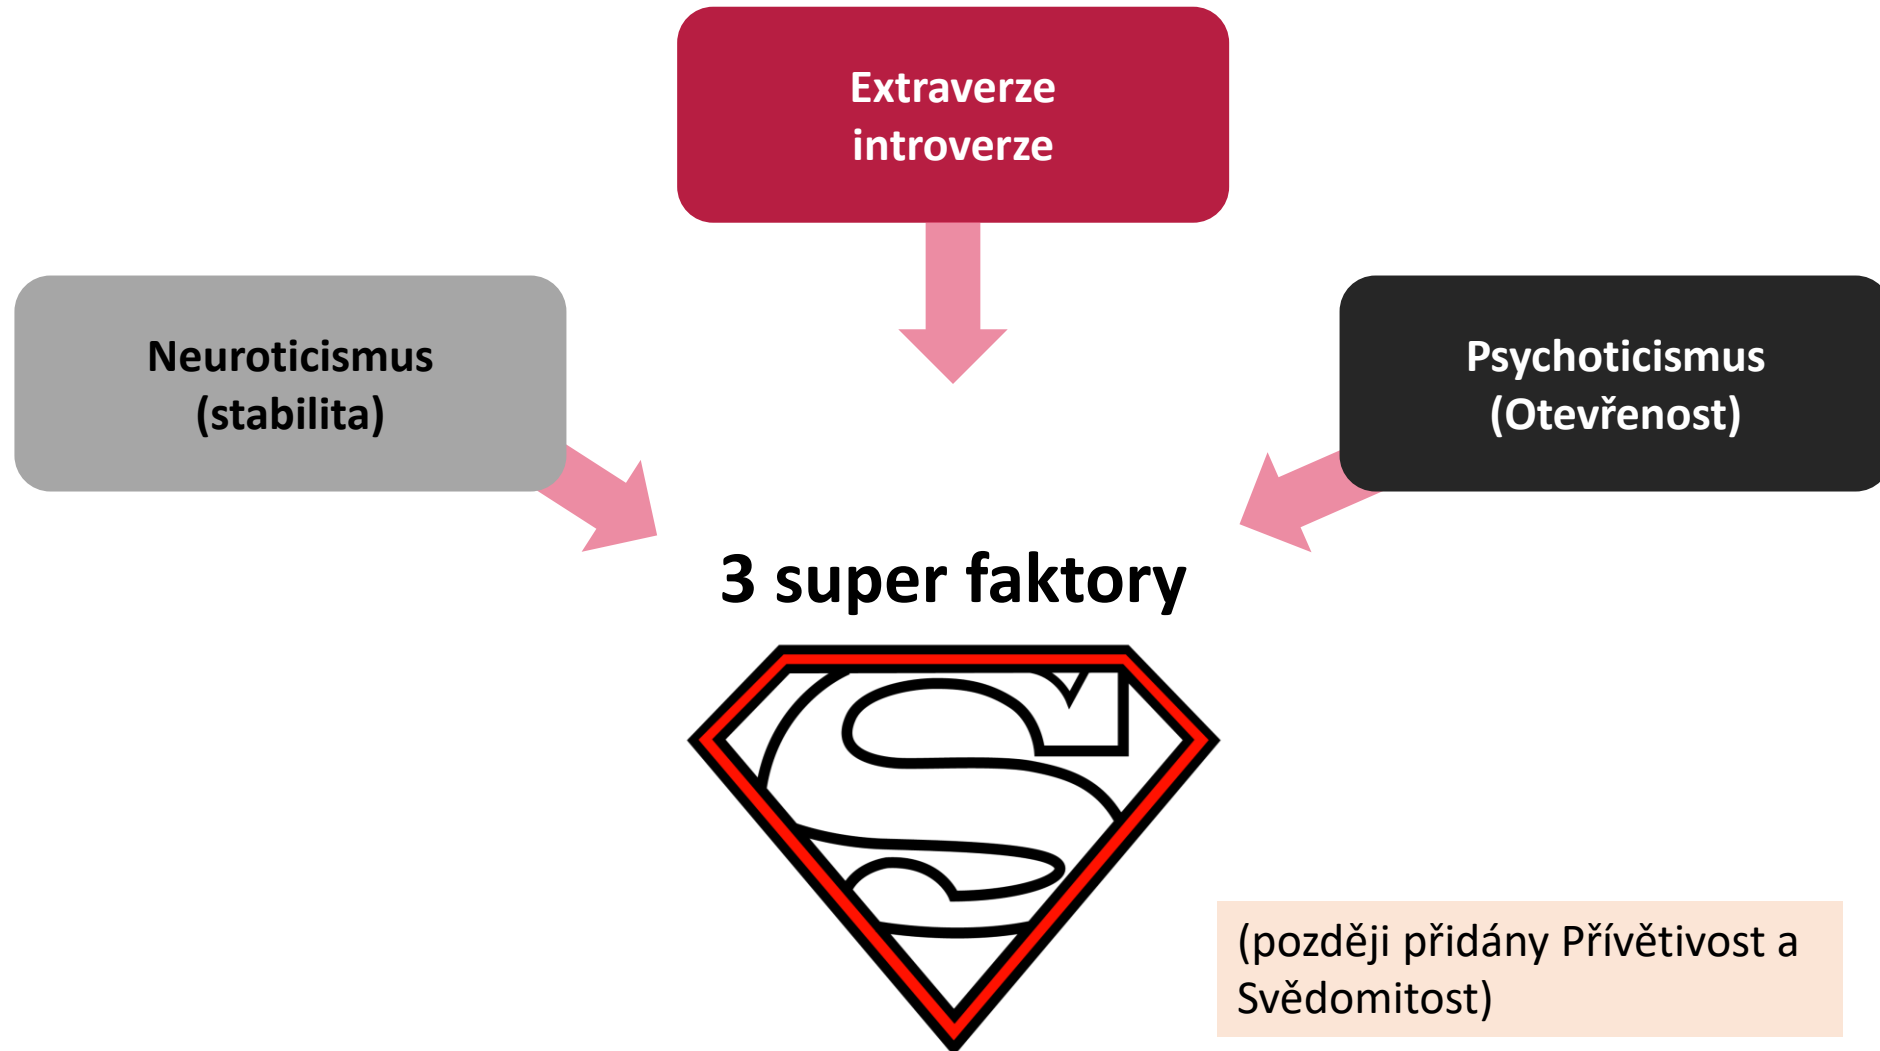 Extraverze
introverze
Neuroticismus
(stabilita)
Psychoticismus
(Otevřenost)
3 super faktory
S
(později přidány Přívětivost a
Svědomitost)